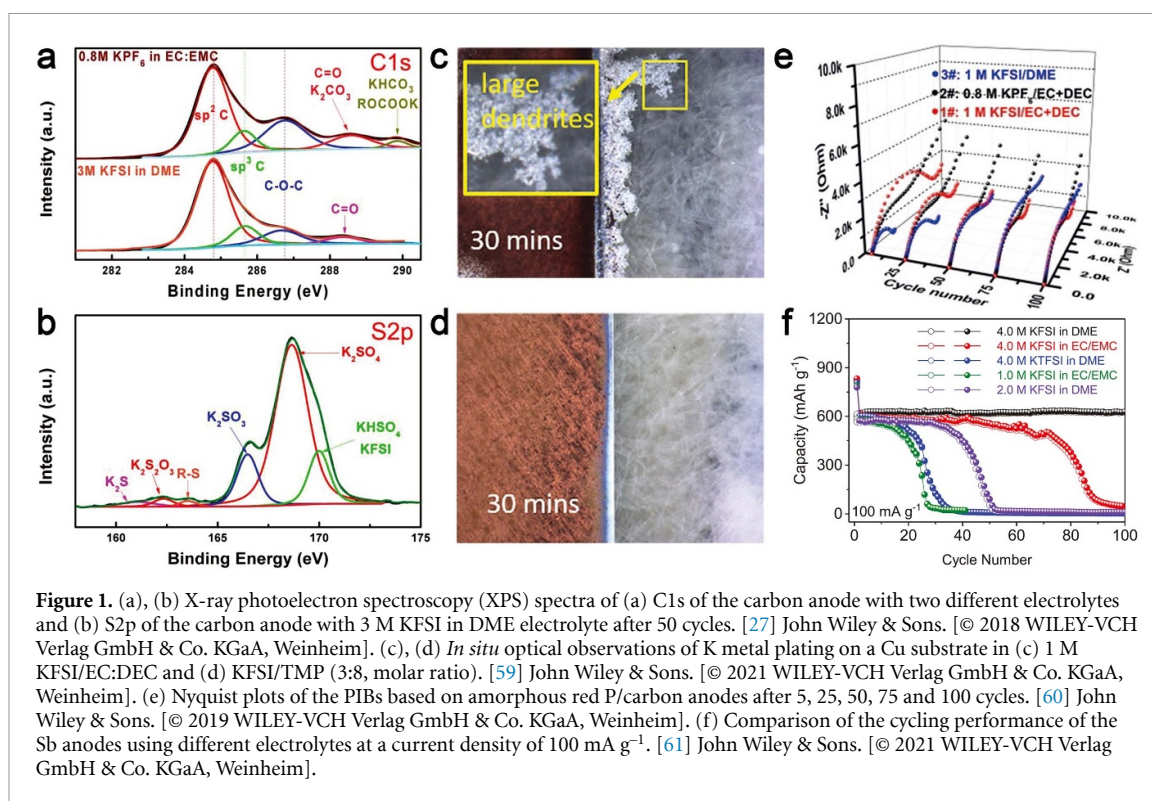 a
0.8M KPF6 in EC:EMC
C1s
C=O
K2CO3
KHCO3
ROCOOK
sp2 C
sp3 C
3M KFSI in DME
C-O-C
C=O
Intensity (a.u.)
282 284 286 288 290
Binding Energy (eV)
b
S2p
K2SO4
K2SO3
KHSO4
KFSI
K2S
K2S2O3
R-S
Intensity (a.u.)
160 165 170 175
Binding Energy (eV)
c
large
dendrites
30 mins
d
30 mins
e
10.0k
8.0k
6.0k
4.0k
2.0k
0.0
-Z'' (Ohm)
3#: 1 M KFSI/DME
2#: 0.8 M KPF6/EC+DEC
1#: 1 M KFSI/EC+DEC
25 50 75 100
Cycle number
10.0k
8.0k
6.0k
4.0k
2.0k
0.0
Z' (Ohm)
f
1200
900
600
300
0
Capacity (mAh g-1)
4.0 M KFSI in DME
4.0 M KFSI in EC/EMC
4.0 M KTFSI in DME
1.0 M KFSI in EC/EMC
2.0 M KFSI in DME
100 mA g-1
0 20 40 60 80 100
Cycle Number
Figure 1. (a), (b) X-ray photoelectron spectroscopy (XPS) spectra of (a) C1s of the carbon anode with two different electrolytes
and (b) S2p of the carbon anode with 3 M KFSI in DME electrolyte after 50 cycles. [27] John Wiley & Sons. [© 2018 WILEY-VCH
Verlag GmbH & Co. KGaA, Weinheim]. (c), (d) In situ optical observations of K metal plating on a Cu substrate in (c) 1 M
KFSI/EC:DEC and (d) KFSI/TMP (3:8, molar ratio). [59] John Wiley & Sons. [© 2021 WILEY-VCH Verlag GmbH & Co. KGaA,
Weinheim]. (e) Nyquist plots of the PIBs based on amorphous red P/carbon anodes after 5, 25, 50, 75 and 100 cycles. [60] John
Wiley & Sons. [© 2019 WILEY-VCH Verlag GmbH & Co. KGaA, Weinheim]. (f) Comparison of the cycling performance of the
Sb anodes using different electrolytes at a current density of 100 mA g−1. [61] John Wiley & Sons. [© 2021 WILEY-VCH Verlag
GmbH & Co. KGaA, Weinheim].